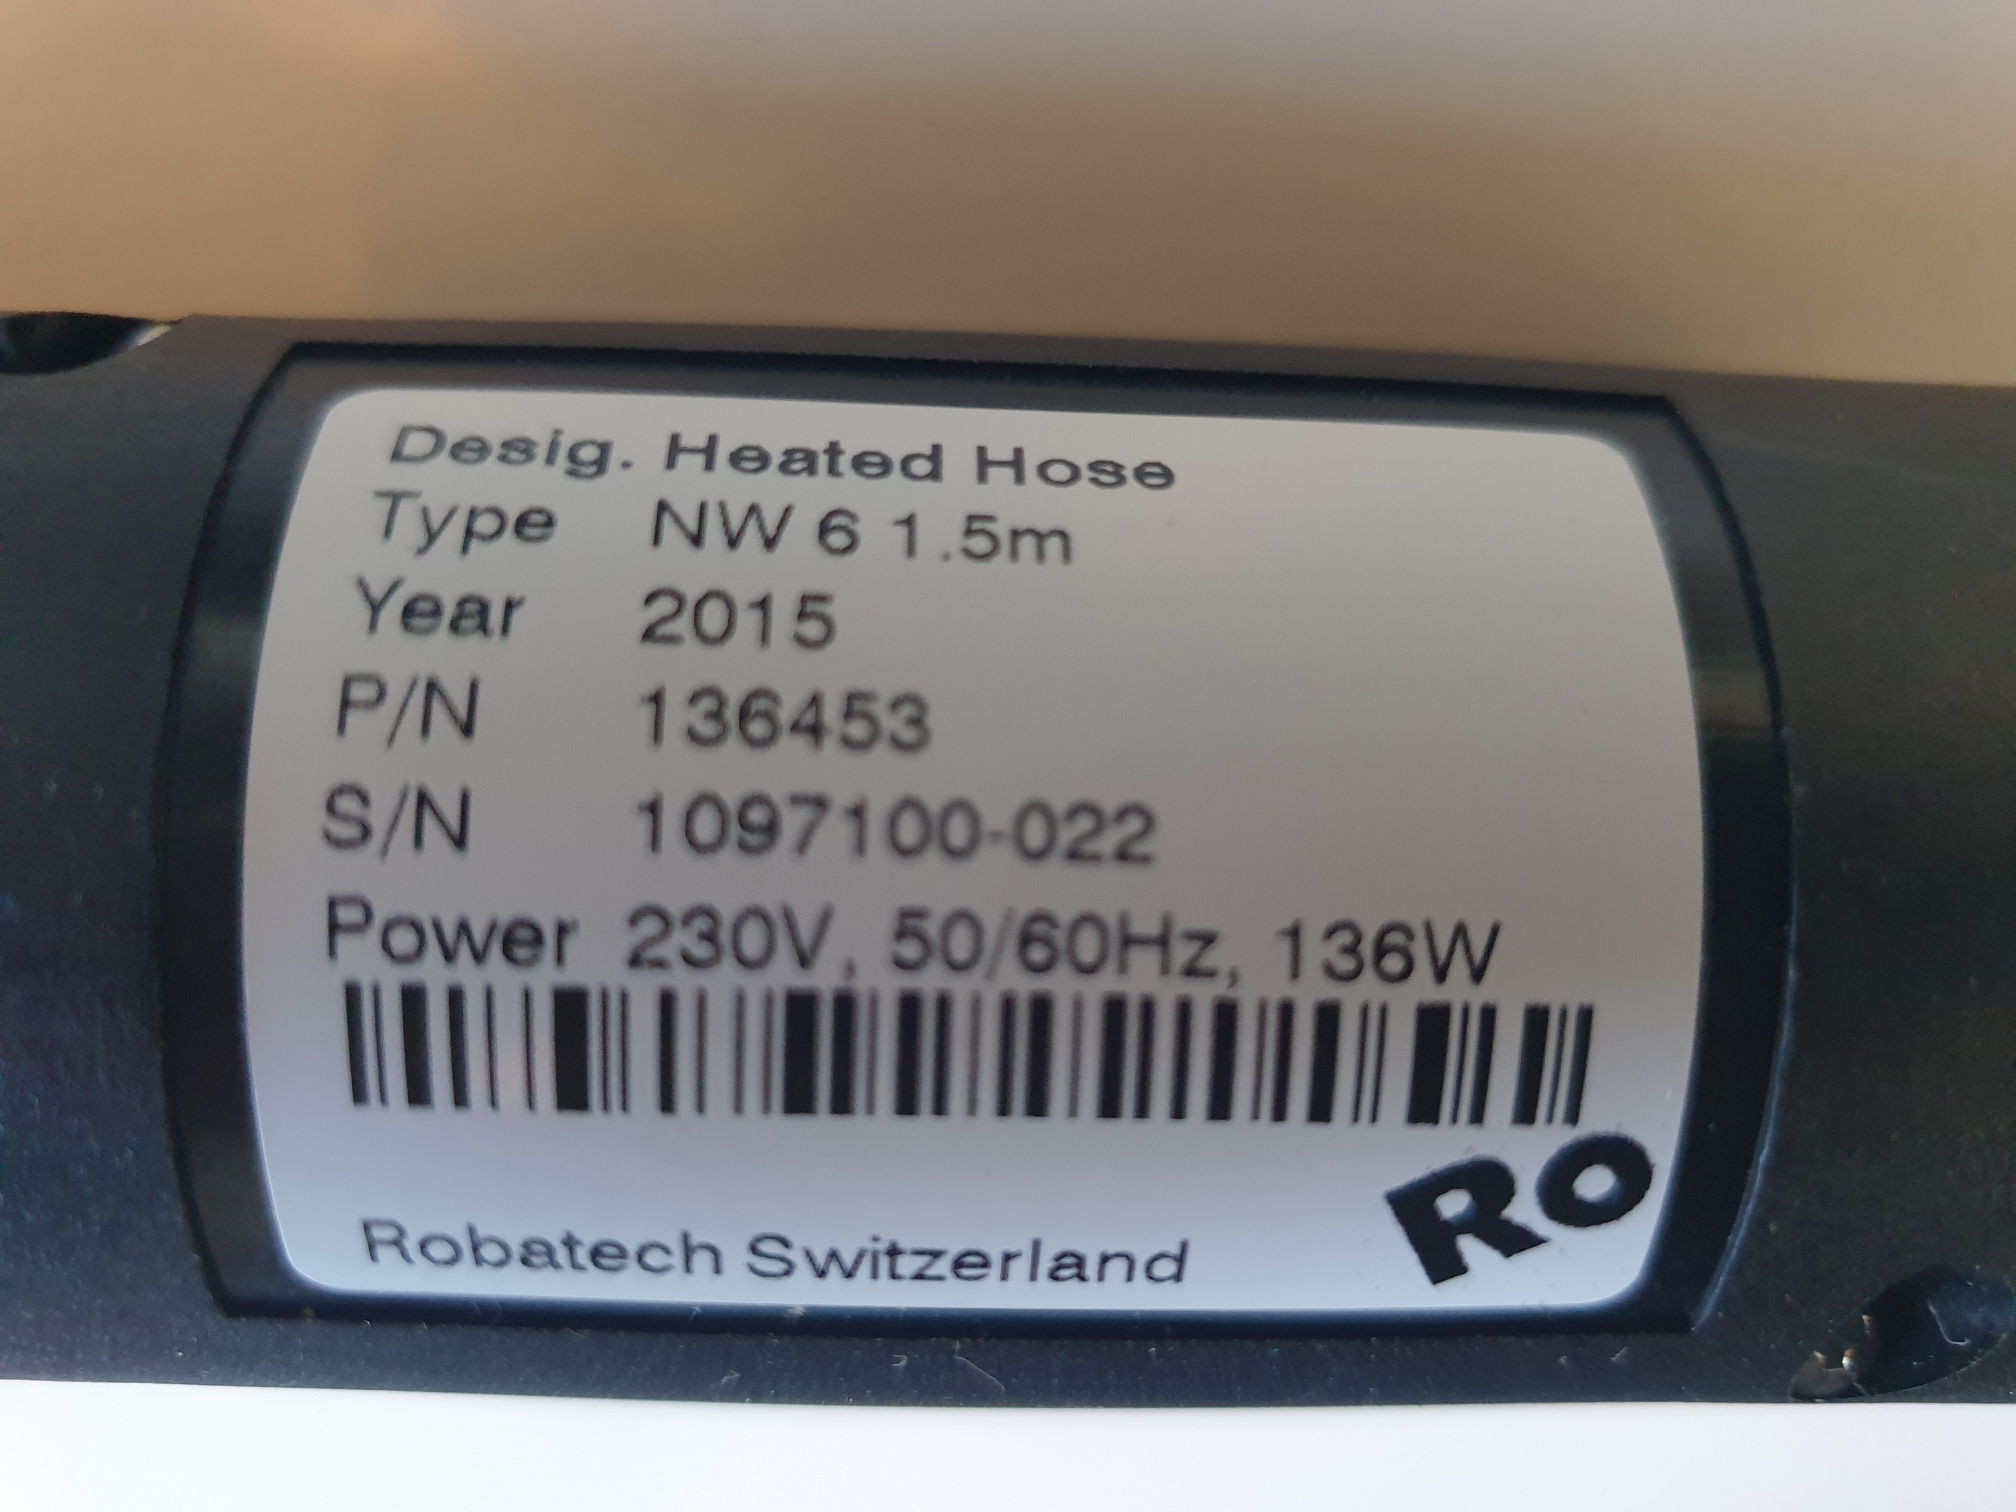 Desig. Heated Hose
Type NW 6 1.5m
Year 2015
P/N 136453
S/N 1097100-022
Power 230V, 50/60Hz, 136W
Robatech Switzerland
RO